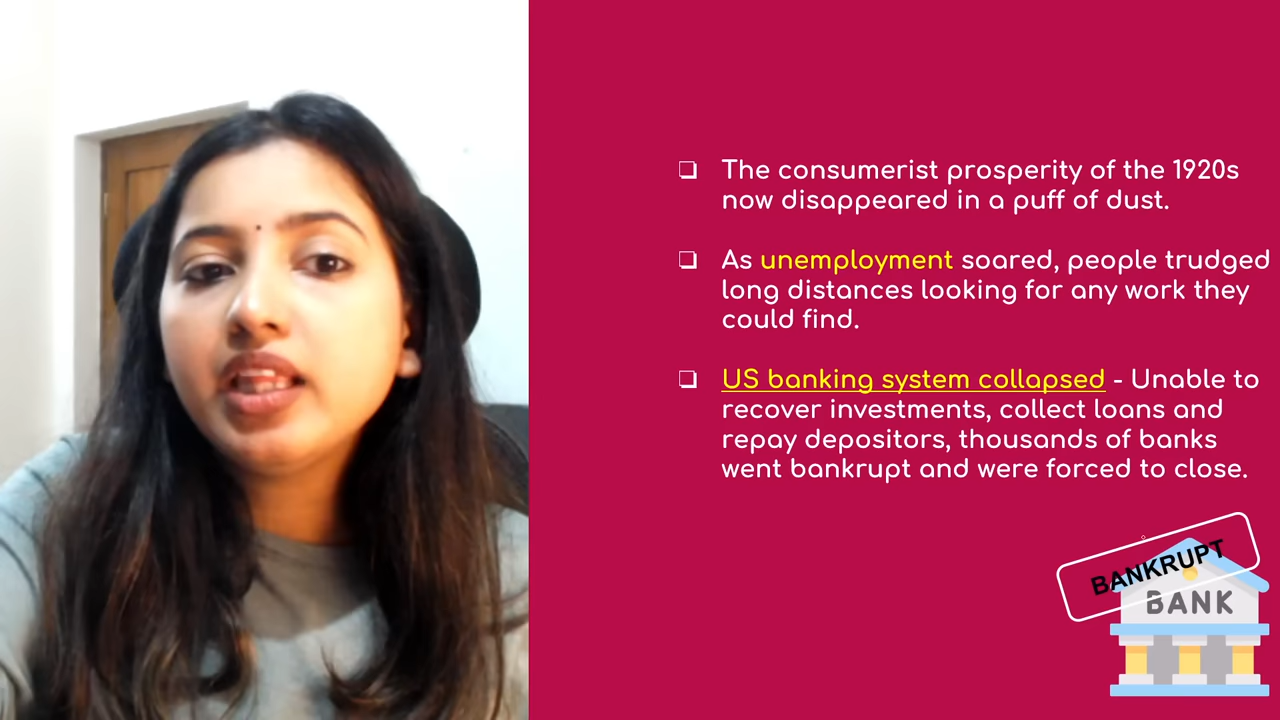 ❏ The consumerist prosperity of the 1920s
now disappeared in a puff of dust.
❏ As unemployment soared, people trudged
long distances looking for any work they
could find.
❏ US banking system collapsed - Unable to
recover investments, collect loans and
repay depositors, thousands of banks
went bankrupt and were forced to close.
BANKRUPT
BANK